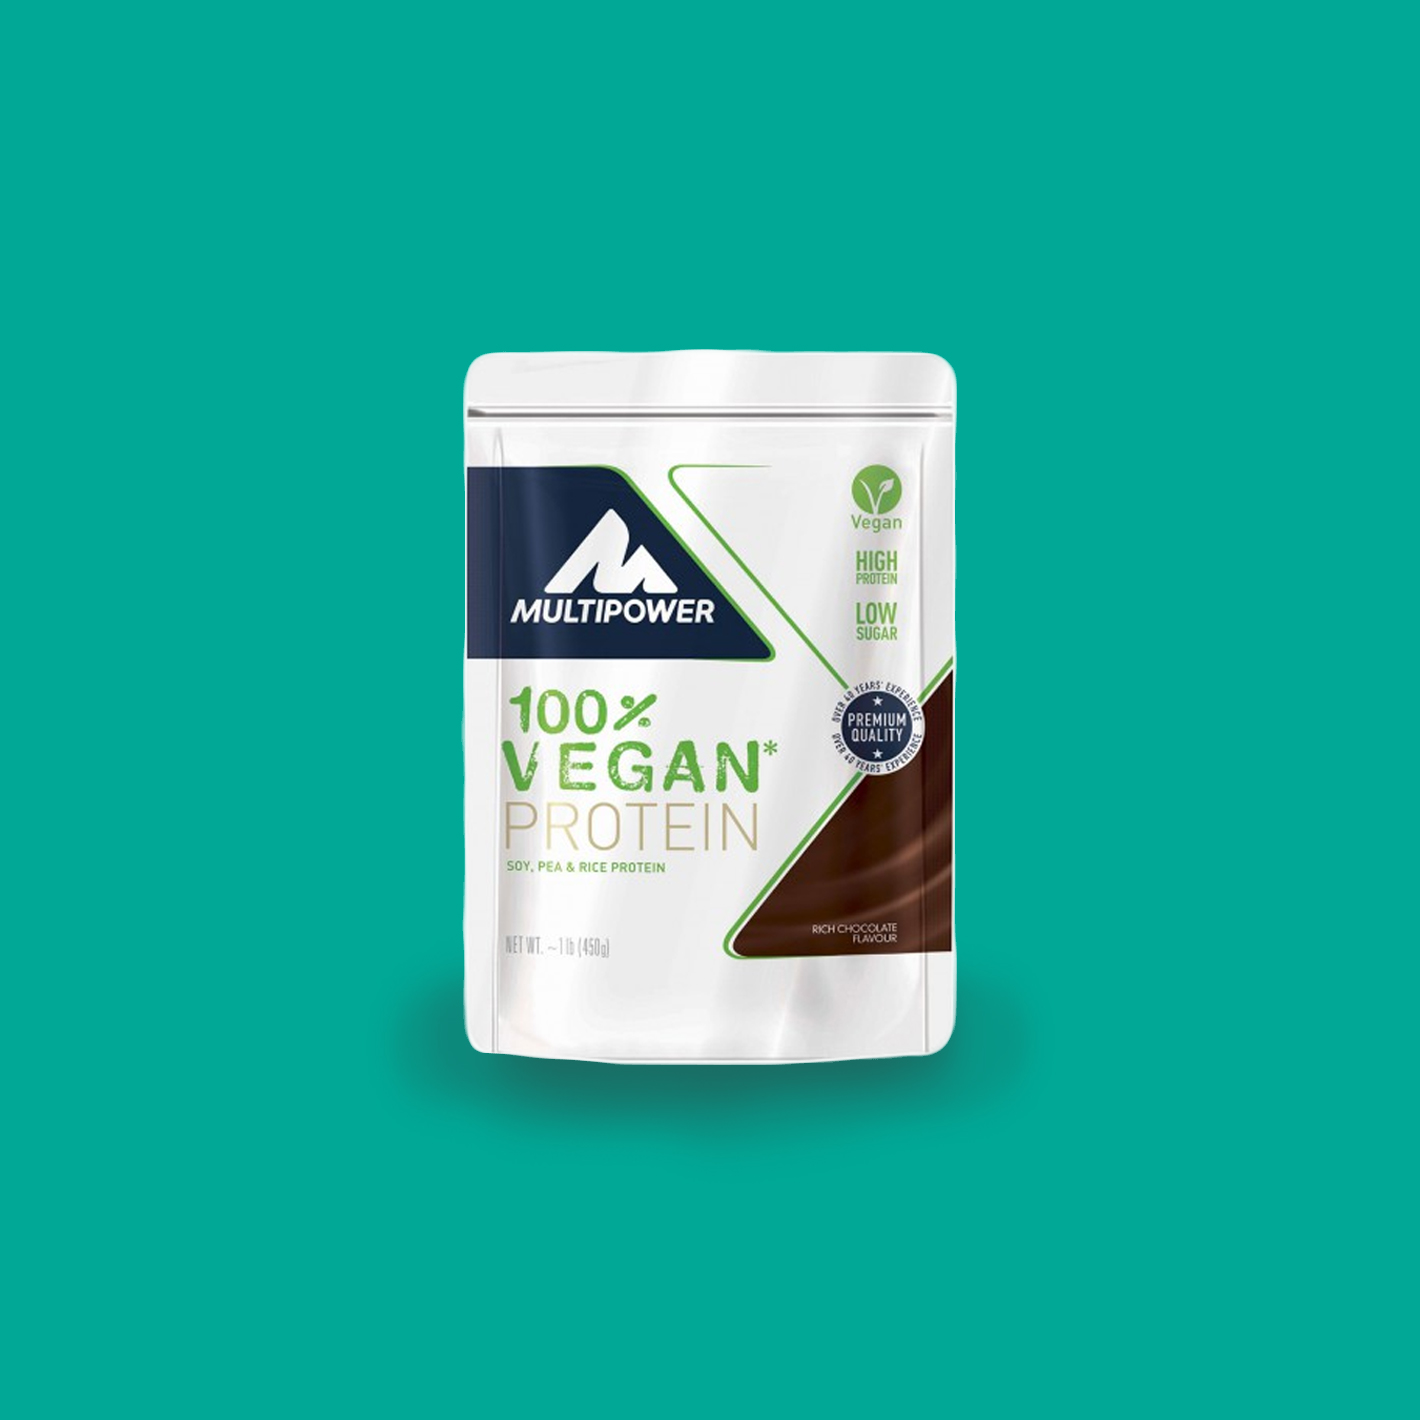 MULTIPOWER
Vegan
HIGH
PROTEIN
LOW
SUGAR
100%
VEGAN*
PROTEIN
SOY, PEA & RICE PROTEIN
OVER 40 YEARS' EXPERIENCE
PREMIUM
QUALITY
OVER 40 YEARS' EXPERIENCE
RICH CHOCOLATE
FLAVOUR
NET WT. ~1 lb (450g)